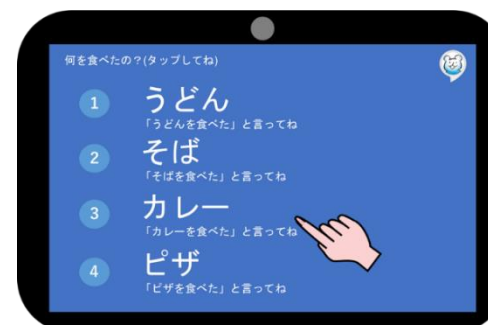 何を食べたの?(タップしてね)
1 うどん
「うどんを食べた」と言ってね
2 そば
「そばを食べた」と言ってね
3 カレー
「カレーを食べた」と言ってね
4 ピザ
「ピザを食べた」と言ってね